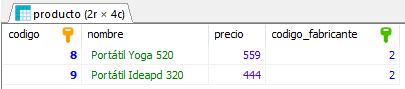 producto (2r × 4c)
codigo nombre precio codigo_fabricante
8 Portátil Yoga 520 559 2
9 Portátil Ideapd 320 444 2